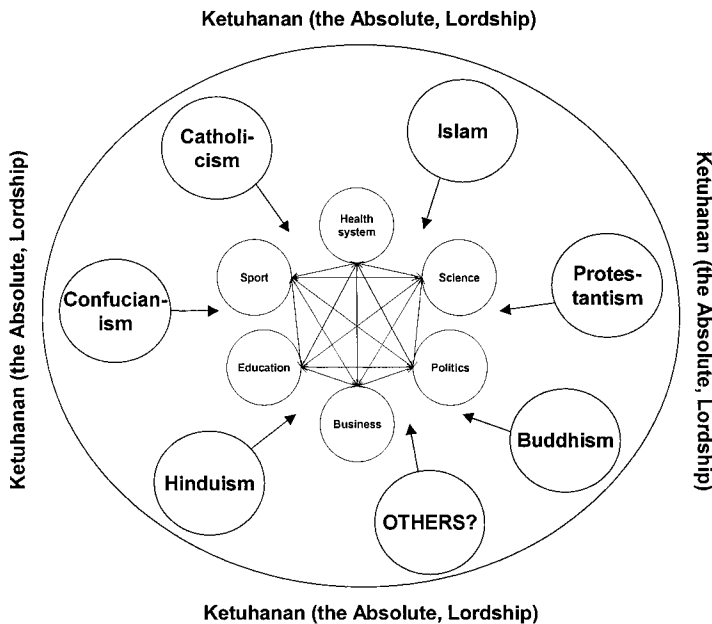 Ketuhanan (the Absolute, Lordship)
Catholi-
cism
Islam
Health
system
Ketuhanan (the Absolute, Lordship)
Ketuhanan (the Absolute, Lordship)
Sport
Science
Confucian-
ism
Protes-
tantism
Education
Politics
Business
Buddhism
Hinduism
OTHERS?
Ketuhanan (the Absolute, Lordship)